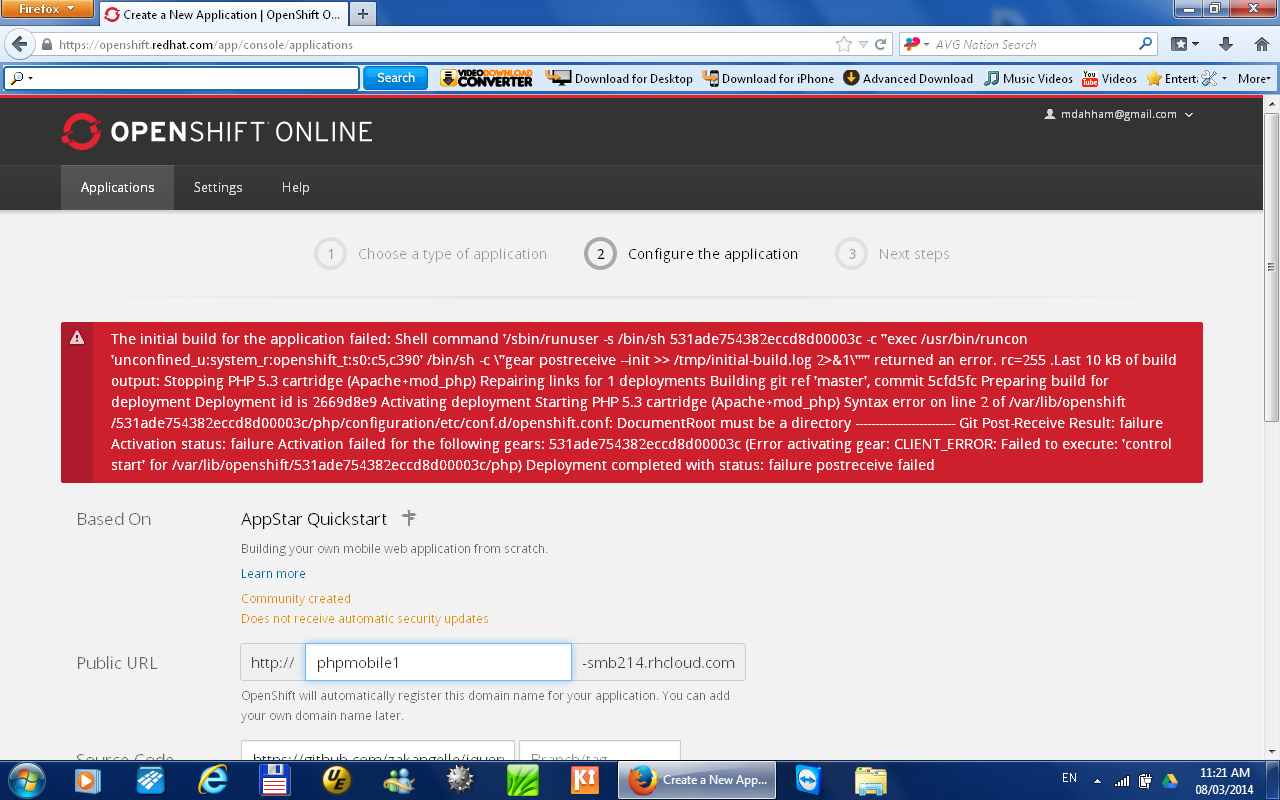 Firefox
Create a New Application | OpenShift O...
https://openshift.redhat.com/app/console/applications
AVG Nation Search
Search
VIDEO DOWNLOAD CONVERTER
Download for Desktop
Download for iPhone
Advanced Download
Music Videos
You Tube
Videos
Entert
More
OPENSHIFT ONLINE
mdahham@gmail.com
Applications
Settings
Help
1 Choose a type of application
2 Configure the application
3 Next steps
The initial build for the application failed: Shell command '/sbin/runuser -s /bin/sh 531ade754382eccd8d00003c -c "exec /usr/bin/runcon
'unconfined_u:system_r:openshift_t:s0:c5,c390' /bin/sh -c \"gear postreceive --init >> /tmp/initial-build.log 2>&1\""' returned an error. rc=255 .Last 10 kB of build
output: Stopping PHP 5.3 cartridge (Apache+mod_php) Repairing links for 1 deployments Building git ref 'master', commit 5cfd5fc Preparing build for
deployment Deployment id is 2669d8e9 Activating deployment Starting PHP 5.3 cartridge (Apache+mod_php) Syntax error on line 2 of /var/lib/openshift
/531ade754382eccd8d00003c/php/configuration/etc/conf.d/openshift.conf: DocumentRoot must be a directory ------------------------- Git Post-Receive Result: failure
Activation status: failure Activation failed for the following gears: 531ade754382eccd8d00003c (Error activating gear: CLIENT_ERROR: Failed to execute: 'control
start' for /var/lib/openshift/531ade754382eccd8d00003c/php) Deployment completed with status: failure postreceive failed
Based On
AppStar Quickstart
Building your own mobile web application from scratch.
Learn more
Community created
Does not receive automatic security updates
Public URL
http://
phpmobile1
-smb214.rhcloud.com
OpenShift will automatically register this domain name for your application. You can add
your own domain name later.
Source Code
https://github.com/zakangelle/jquen
Branch/tag
UE
Ki
Create a New App...
EN
11:21 AM
08/03/2014